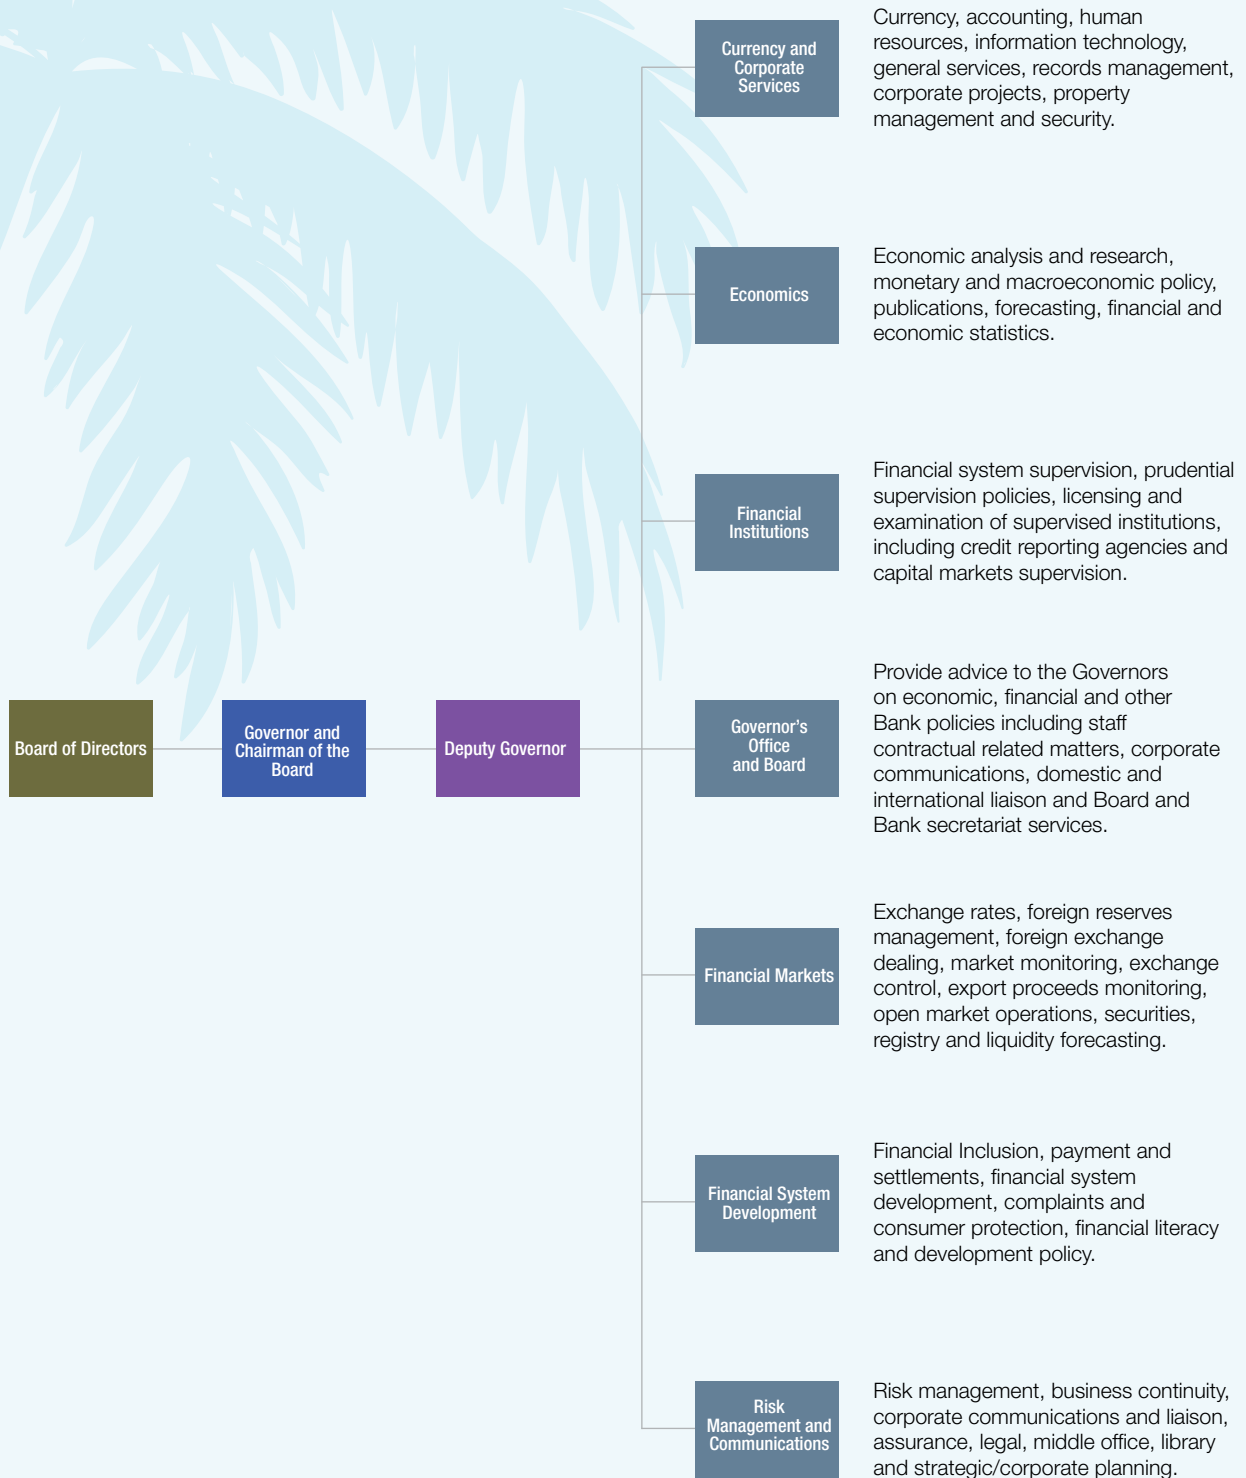 Currency and
Corporate
Services
Currency, accounting, human
resources, information technology,
general services, records management,
corporate projects, property
management and security.
Economics
Economic analysis and research,
monetary and macroeconomic policy,
publications, forecasting, financial and
economic statistics.
Financial
Institutions
Financial system supervision, prudential
supervision policies, licensing and
examination of supervised institutions,
including credit reporting agencies and
capital markets supervision.
Board of Directors
Governor and
Chairman of the
Board
Deputy Governor
Governor's
Office
and Board
Provide advice to the Governors
on economic, financial and other
Bank policies including staff
contractual related matters, corporate
communications, domestic and
international liaison and Board and
Bank secretariat services.
Financial Markets
Exchange rates, foreign reserves
management, foreign exchange
dealing, market monitoring, exchange
control, export proceeds monitoring,
open market operations, securities,
registry and liquidity forecasting.
Financial System
Development
Financial Inclusion, payment and
settlements, financial system
development, complaints and
consumer protection, financial literacy
and development policy.
Risk
Management and
Communications
Risk management, business continuity,
corporate communications and liaison,
assurance, legal, middle office, library
and strategic/corporate planning.